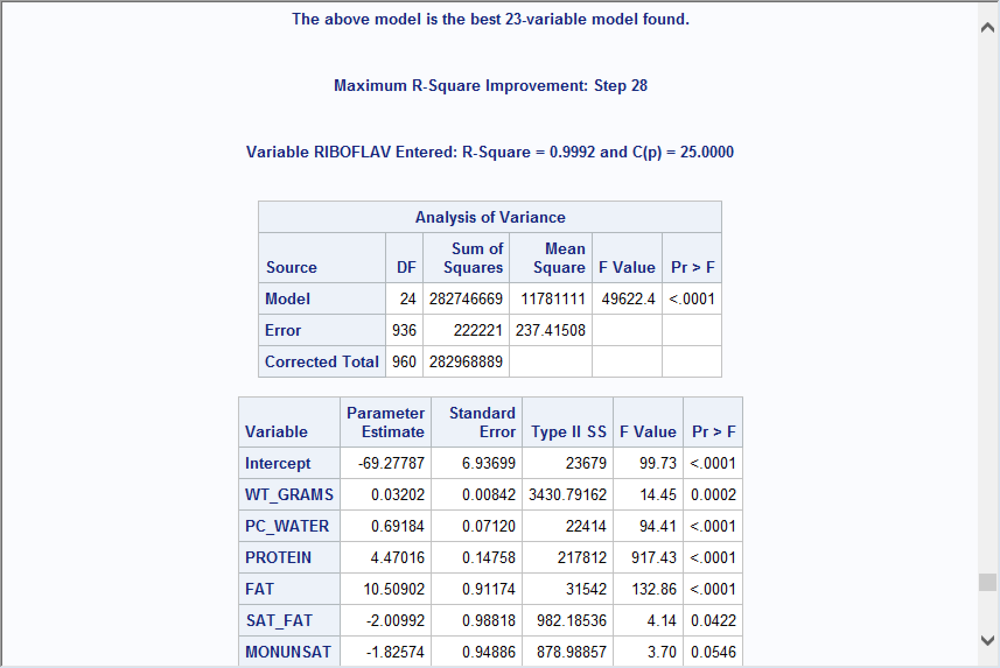 The above model is the best 23-variable model found.
Maximum R-Square Improvement: Step 28
Variable RIBOFLAV Entered: R-Square = 0.9992 and C(p) = 25.0000
Analysis of Variance
Source DF Sum of Squares Mean Square F Value Pr > F
Model 24 282746669 11781111 49622.4 <.0001
Error 936 222221 237.41508
Corrected Total 960 282968889
Variable Parameter Estimate Standard Error Type II SS F Value Pr > F
Intercept -69.27787 6.93699 23679 99.73 <.0001
WT_GRAMS 0.03202 0.00842 3430.79162 14.45 0.0002
PC_WATER 0.69184 0.07120 22414 94.41 <.0001
PROTEIN 4.47016 0.14758 217812 917.43 <.0001
FAT 10.50902 0.91174 31542 132.86 <.0001
SAT_FAT -2.00992 0.98818 982.18536 4.14 0.0422
MONUNSAT -1.82574 0.94886 878.98857 3.70 0.0546